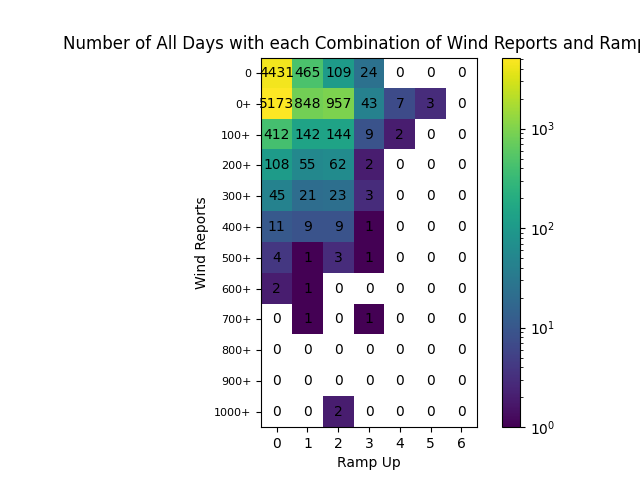 Number of All Days with each Combination of Wind Reports and Ramp
0 4431 465 109 24 0 0 0
0+ 5173 848 957 43 7 3 0
100+ 412 142 144 9 2 0 0
200+ 108 55 62 2 0 0 0
300+ 45 21 23 3 0 0 0
400+ 11 9 9 1 0 0 0
500+ 4 1 3 1 0 0 0
600+ 2 1 0 0 0 0 0
700+ 0 1 0 1 0 0 0
800+ 0 0 0 0 0 0 0
900+ 0 0 0 0 0 0 0
1000+ 0 0 2 0 0 0 0
0 1 2 3 4 5 6
Ramp Up
Wind Reports
10³
10²
10¹
10⁰